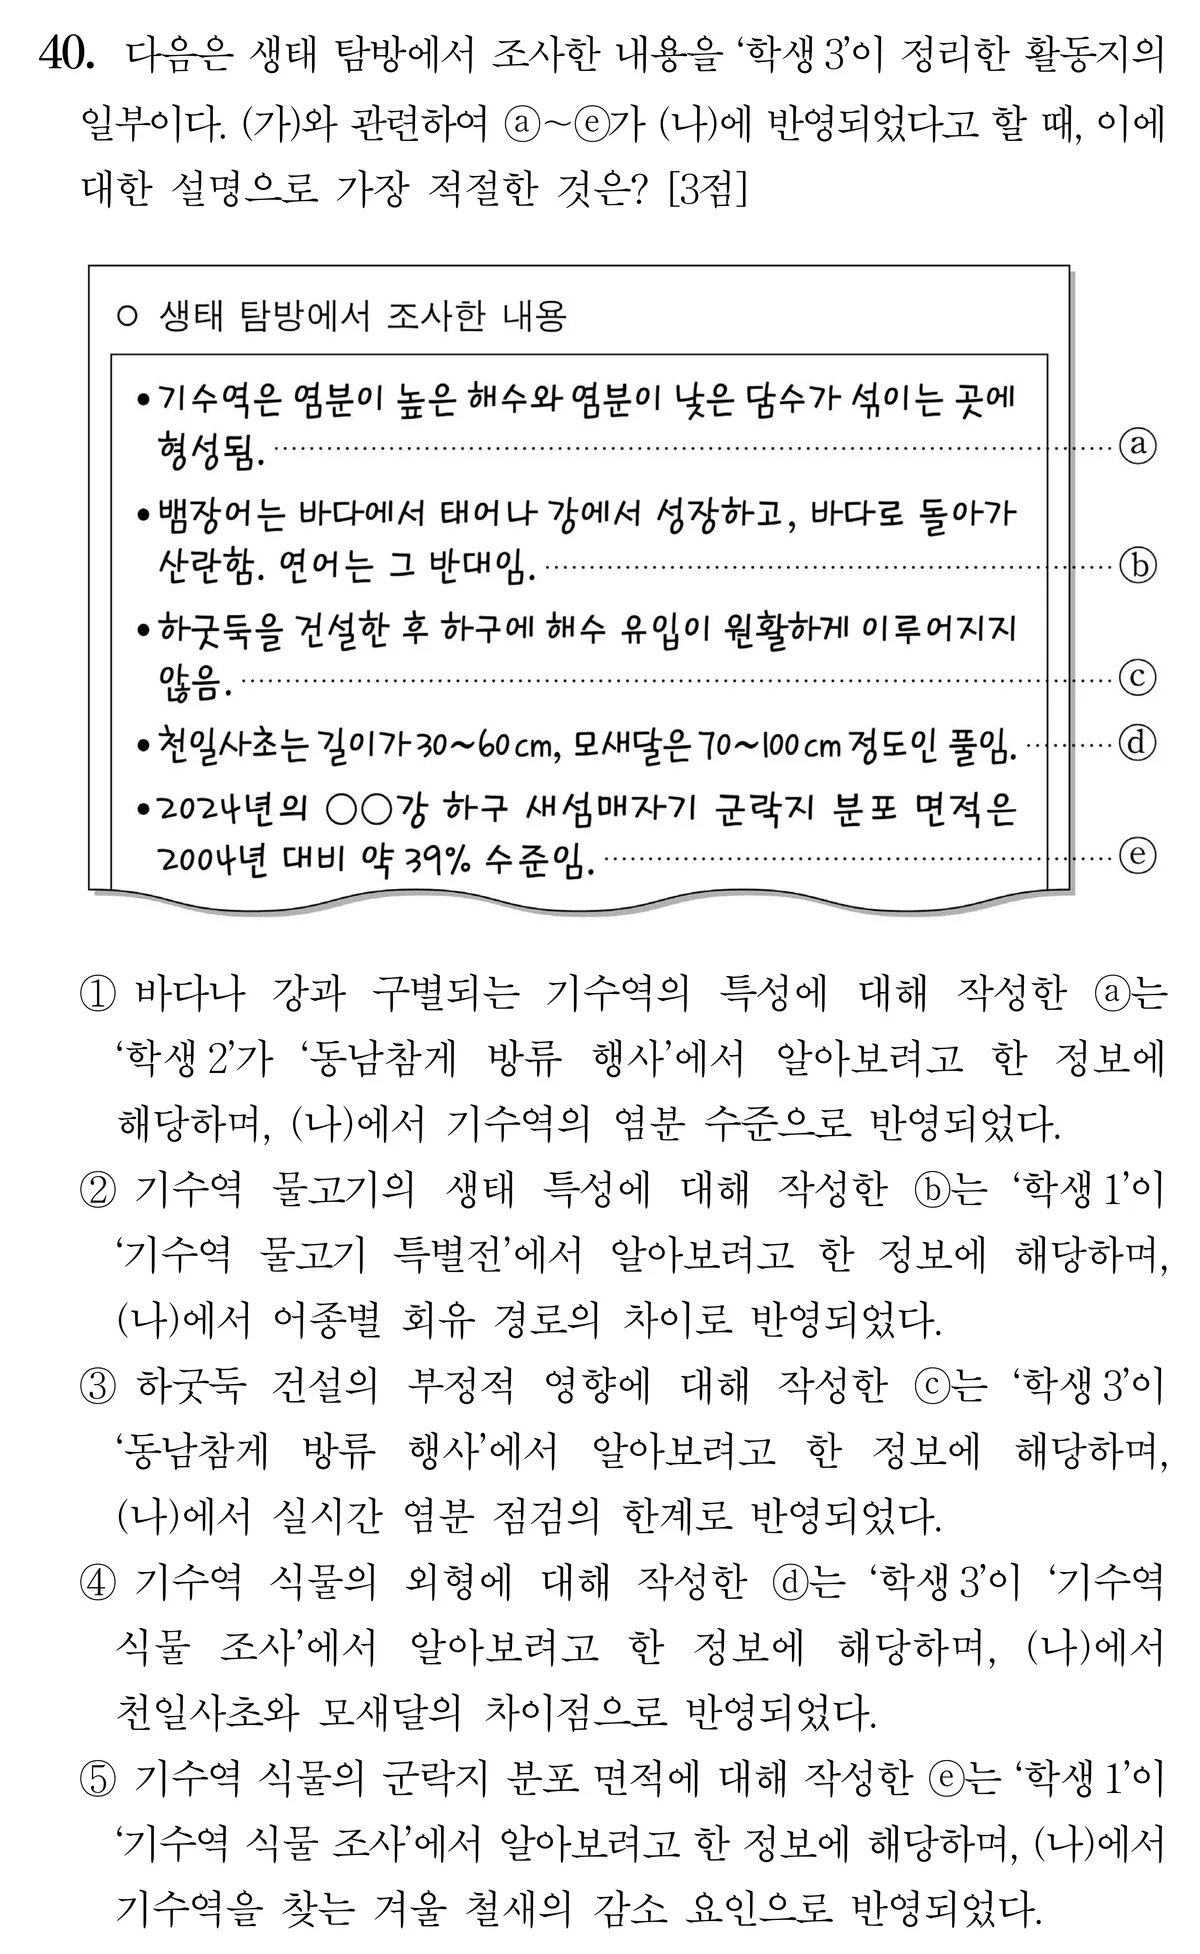 40. 다음은 생태 탐방에서 조사한 내용을 ‘학생 3’이 정리한 활동지의
일부이다. (가)와 관련하여 ⓐ～ⓔ가 (나)에 반영되었다고 할 때, 이에
대한 설명으로 가장 적절한 것은? [3점]
○ 생태 탐방에서 조사한 내용
•기수역은 염분이 높은 해수와 염분이 낮은 담수가 섞이는 곳에
형성됨. ⓐ
•뱀장어는 바다에서 태어나 강에서 성장하고, 바다로 돌아가
산란함. 연어는 그 반대임. ⓑ
•하굿둑을 건설한 후 하구에 해수 유입이 원활하게 이루어지지
않음. ⓒ
•천일사초는 길이가 30~60cm, 모새달은 70~100cm 정도인 풀임. ⓓ
•2024년의 ○○강 하구 새섬매자기 군락지 분포 면적은
2004년 대비 약 39% 수준임. ⓔ
① 바다나 강과 구별되는 기수역의 특성에 대해 작성한 ⓐ는
‘학생 2’가 ‘동남참게 방류 행사’에서 알아보려고 한 정보에
해당하며, (나)에서 기수역의 염분 수준으로 반영되었다.
② 기수역 물고기의 생태 특성에 대해 작성한 ⓑ는 ‘학생 1’이
‘기수역 물고기 특별전’에서 알아보려고 한 정보에 해당하며,
(나)에서 어종별 회유 경로의 차이로 반영되었다.
③ 하굿둑 건설의 부정적 영향에 대해 작성한 ⓒ는 ‘학생 3’이
‘동남참게 방류 행사’에서 알아보려고 한 정보에 해당하며,
(나)에서 실시간 염분 점검의 한계로 반영되었다.
④ 기수역 식물의 외형에 대해 작성한 ⓓ는 ‘학생 3’이 ‘기수역
식물 조사’에서 알아보려고 한 정보에 해당하며, (나)에서
천일사초와 모새달의 차이점으로 반영되었다.
⑤ 기수역 식물의 군락지 분포 면적에 대해 작성한 ⓔ는 ‘학생 1’이
‘기수역 식물 조사’에서 알아보려고 한 정보에 해당하며, (나)에서
기수역을 찾는 겨울 철새의 감소 요인으로 반영되었다.